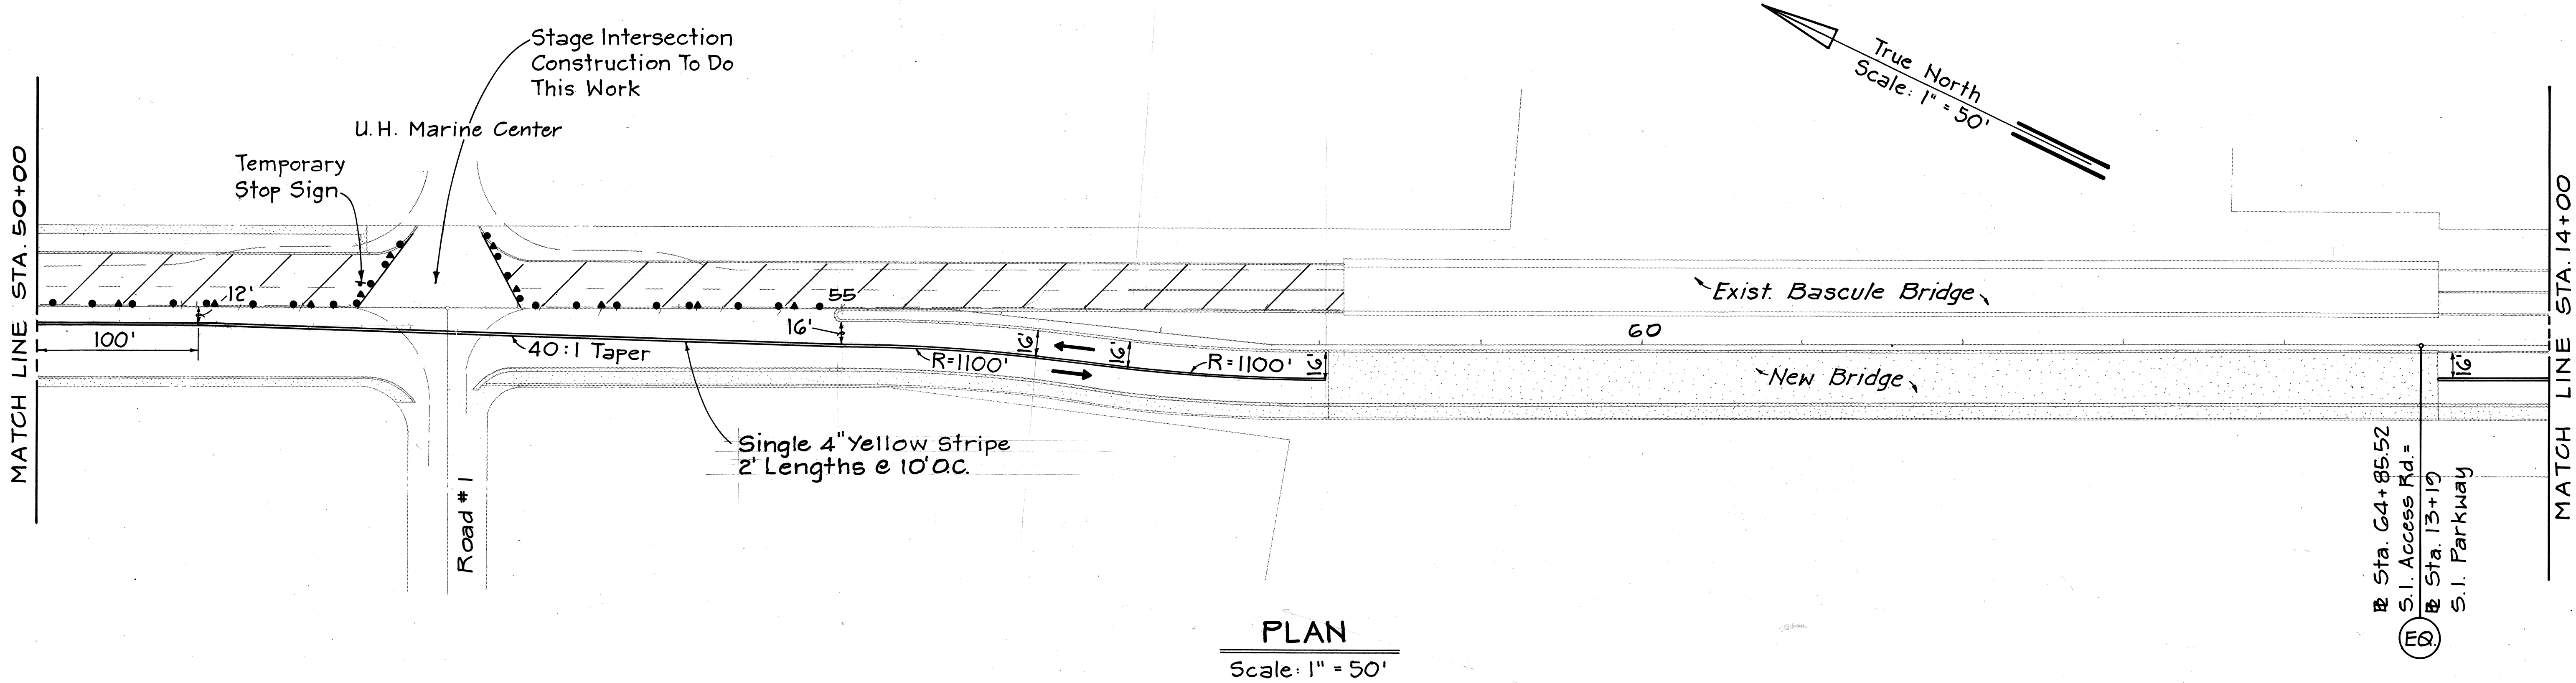 Stage Intersection
Construction To Do
This Work
U.H. Marine Center
Temporary
Stop Sign
True North
Scale: 1" = 50'
MATCH LINE STA. 50+00
12'
100'
40:1 Taper
55
16'
R=1100'
16'
16'
R=1100'
16'
Exist. Bascule Bridge
60
New Bridge
16'
MATCH LINE STA. 14+00
Single 4" Yellow Stripe
2' Lengths @ 10' O.C.
Road #1
Sta. 64+85.52
S.I. Access Rd.=
Sta. 13+19
S.I. Parkway
EQ
PLAN
Scale: 1" = 50'